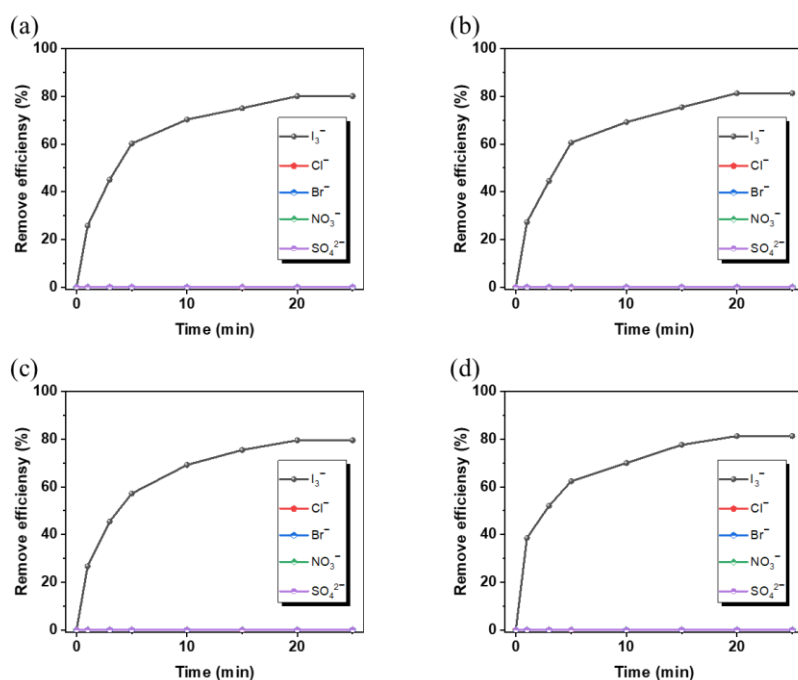 (a)
100
80
60
40
20
0
Remove efficiensy (%)
I₃⁻
Cl⁻
Br⁻
NO₃⁻
SO₄²⁻
0 10 20
Time (min)
(b)
100
80
60
40
20
0
Remove efficiensy (%)
I₃⁻
Cl⁻
Br⁻
NO₃⁻
SO₄²⁻
0 10 20
Time (min)
(c)
100
80
60
40
20
0
Remove efficiensy (%)
I₃⁻
Cl⁻
Br⁻
NO₃⁻
SO₄²⁻
0 10 20
Time (min)
(d)
100
80
60
40
20
0
Remove efficiensy (%)
I₃⁻
Cl⁻
Br⁻
NO₃⁻
SO₄²⁻
0 10 20
Time (min)